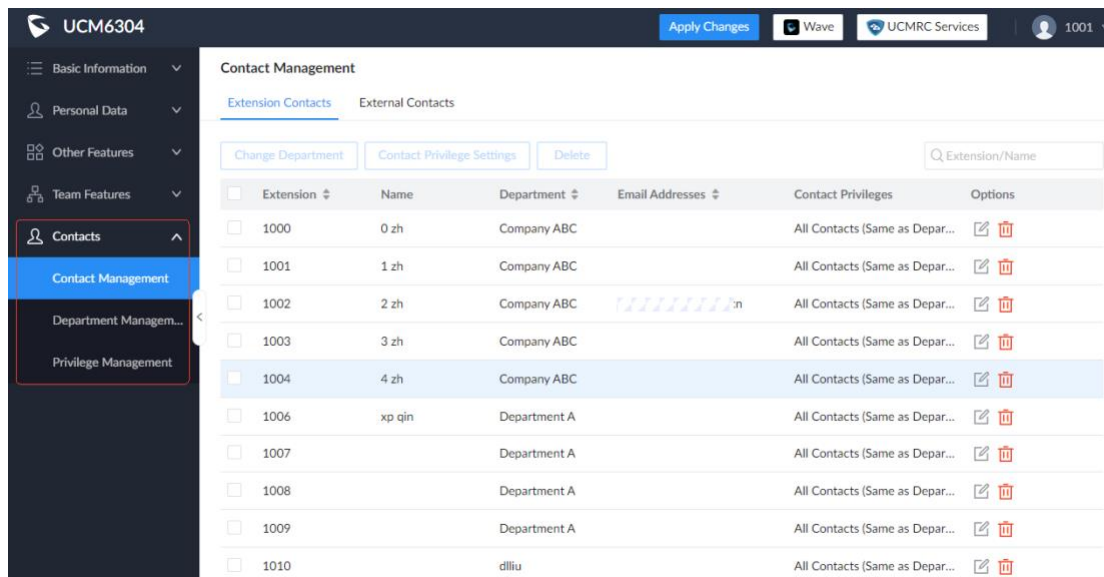 UCM6304 Apply Changes Wave UCMRC Services 1001
Basic Information
Personal Data
Other Features
Team Features
Contacts
Contact Management
Department Managem...
Privilege Management
Contact Management
Extension Contacts External Contacts
Change Department Contact Privilege Settings Delete Extension/Name
Extension Name Department Email Addresses Contact Privileges Options
1000 0 zh Company ABC All Contacts (Same as Depar...
1001 1 zh Company ABC All Contacts (Same as Depar...
1002 2 zh Company ABC All Contacts (Same as Depar...
1003 3 zh Company ABC All Contacts (Same as Depar...
1004 4 zh Company ABC All Contacts (Same as Depar...
1006 xp qin Department A All Contacts (Same as Depar...
1007 Department A All Contacts (Same as Depar...
1008 Department A All Contacts (Same as Depar...
1009 Department A All Contacts (Same as Depar...
1010 dlliu All Contacts (Same as Depar...